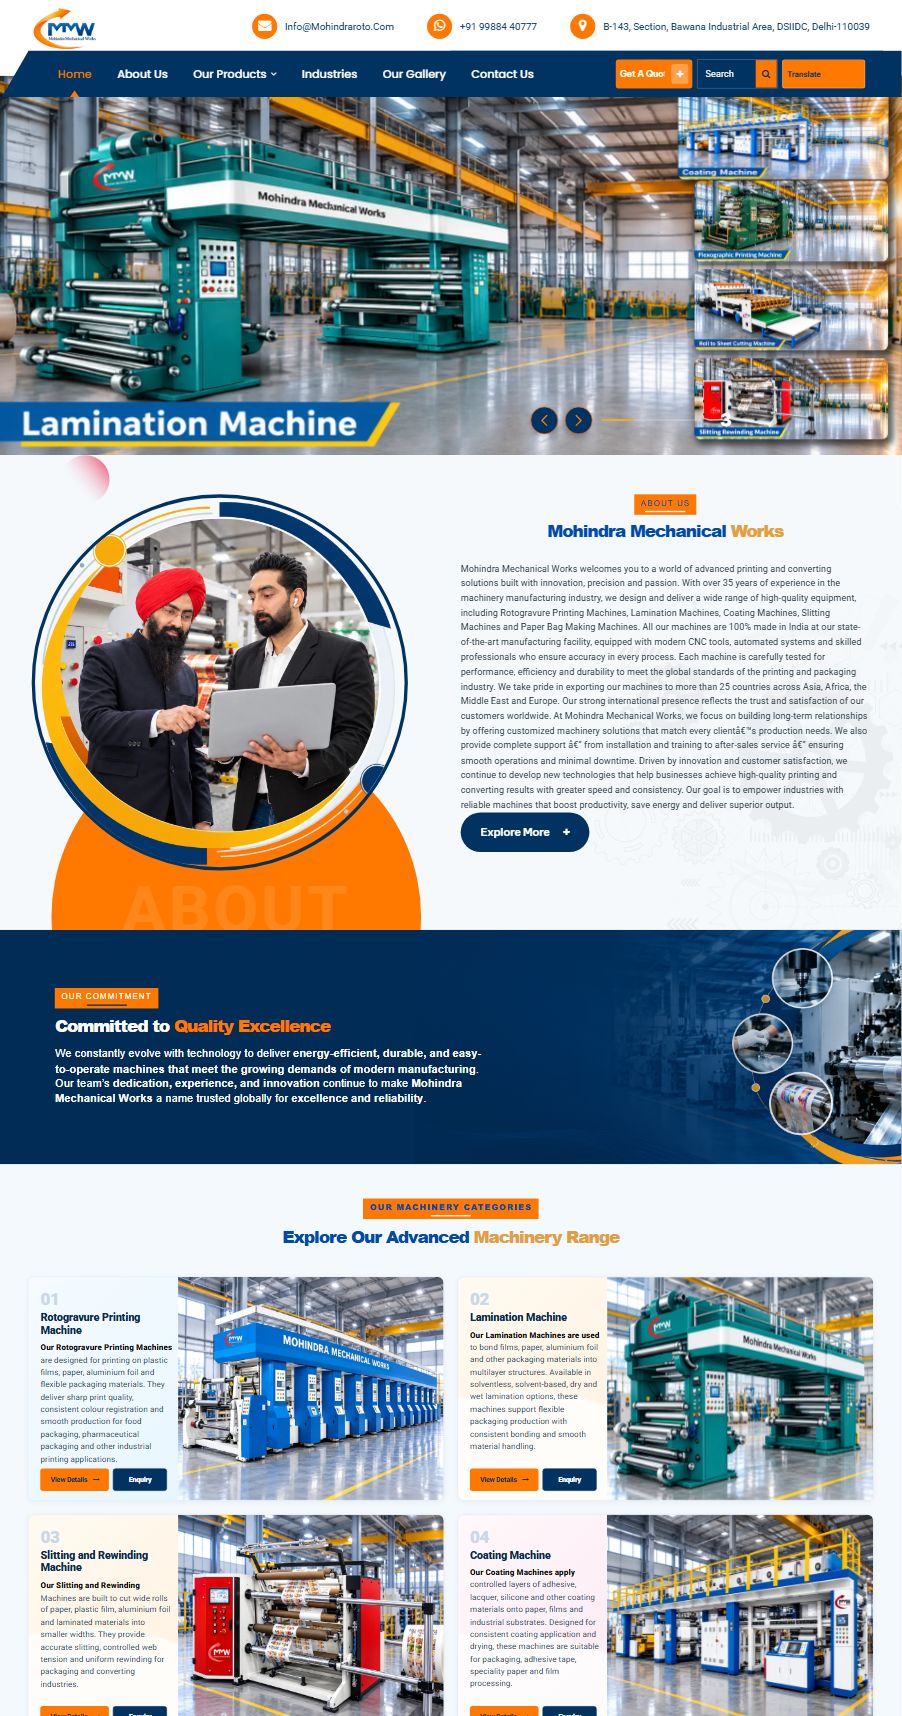 MMW
Mohindra Mechanical Works
Info@Mohindraroto.Com
+91 99884 40777
B-143, Section, Bawana Industrial Area, DSIIDC, Delhi-110039
Home
About Us
Our Products
Industries
Our Gallery
Contact Us
Get A Quot
+
Search
Translate
MMW
Mohindra Mechanical Works
Coating Machine
Flexographic Printing Machine
Roll to Sheet Cutting Machine
Slitting Rewinding Machine
3
Lamination Machine
ABOUT US
Mohindra Mechanical Works
Mohindra Mechanical Works welcomes you to a world of advanced printing and converting
solutions built with innovation, precision and passion. With over 35 years of experience in the
machinery manufacturing industry, we design and deliver a wide range of high-quality equipment,
including Rotogravure Printing Machines, Lamination Machines, Coating Machines, Slitting
Machines and Paper Bag Making Machines. All our machines are 100% made in India at our state-
of-the-art manufacturing facility, equipped with modern CNC tools, automated systems and skilled
professionals who ensure accuracy in every process. Each machine is carefully tested for
performance, efficiency and durability to meet the global standards of the printing and packaging
industry. We take pride in exporting our machines to more than 25 countries across Asia, Africa, the
Middle East and Europe. Our strong international presence reflects the trust and satisfaction of our
customers worldwide. At Mohindra Mechanical Works, we focus on building long-term relationships
by offering customized machinery solutions that match every clientâ€™s production needs. We also
provide complete support â€" from installation and training to after-sales service â€" ensuring
smooth operations and minimal downtime. Driven by innovation and customer satisfaction, we
continue to develop new technologies that help businesses achieve high-quality printing and
converting results with greater speed and consistency. Our goal is to empower industries with
reliable machines that boost productivity, save energy and deliver superior output.
Explore More +
ABOUT
OUR COMMITMENT
Committed to Quality Excellence
We constantly evolve with technology to deliver energy-efficient, durable, and easy-
to-operate machines that meet the growing demands of modern manufacturing.
Our team's dedication, experience, and innovation continue to make Mohindra
Mechanical Works a name trusted globally for excellence and reliability.
OUR MACHINERY CATEGORIES
Explore Our Advanced Machinery Range
01
Rotogravure Printing
Machine
Our Rotogravure Printing Machines
are designed for printing on plastic
films, paper, aluminium foil and
flexible packaging materials. They
deliver sharp print quality,
consistent colour registration and
smooth production for food
packaging, pharmaceutical
packaging and other industrial
printing applications.
View Details →
Enquiry
MMW
MOHINDRA MECHANICAL WORKS
02
Lamination Machine
Our Lamination Machines are used
to bond films, paper, aluminium foil
and other packaging materials into
multilayer structures. Available in
solventless, solvent-based, dry and
wet lamination options, these
machines support flexible
packaging production with
consistent bonding and smooth
material handling.
View Details →
Enquiry
MMW
Mohindra Mechanical Works
03
Slitting and Rewinding
Machine
Our Slitting and Rewinding
Machines are built to cut wide rolls
of paper, plastic film, aluminium foil
and laminated materials into
smaller widths. They provide
accurate slitting, controlled web
tension and uniform rewinding for
packaging and converting
industries.
View Details →
Enquiry
MMW
04
Coating Machine
Our Coating Machines apply
controlled layers of adhesive,
lacquer, silicone and other coating
materials onto paper, films and
industrial substrates. Designed for
consistent coating application and
drying, these machines are suitable
for packaging, adhesive tape,
speciality paper and film
processing.
View Details →
Enquiry
MMW